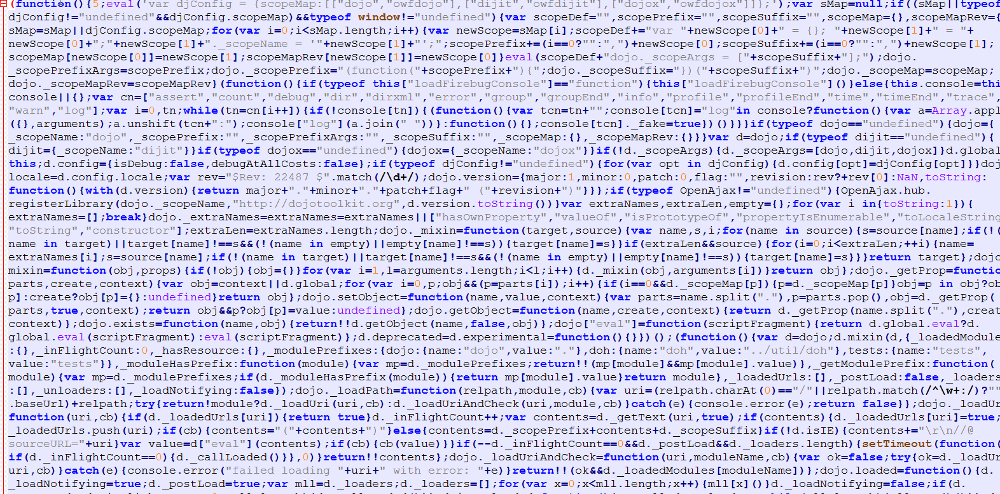 (function(){5;eval('var djConfig = {scopeMap:[["dojo","owfdojo"],["dijit","owfdijit"],["dojox","owfdojox"]]};');var sMap=null;if((sMap||typeof
djConfig!="undefined"&&djConfig.scopeMap)&&typeof window!="undefined"){var scopeDef="",scopePrefix="",scopeSuffix="",scopeMap={},scopeMapRev={
sMap=sMap||djConfig.scopeMap;for(var i=0;i<sMap.length;i++){var newScope=sMap[i];scopeDef+="var "+newScope[0]+" = {}; "+newScope[1]+" = "+
newScope[0]+";"+newScope[1]+"._scopeName = '"+newScope[1]+"';";scopePrefix+=(i==0?"":",")+newScope[0];scopeSuffix+=(i==0?"":",")+newScope[1];
scopeMap[newScope[0]]=newScope[1];scopeMapRev[newScope[1]]=newScope[0]}eval(scopeDef+"dojo._scopeArgs = ["+scopeSuffix+"];");dojo.
_scopePrefixArgs=scopePrefix;dojo._scopePrefix="(function("+scopePrefix+"){";dojo._scopeSuffix="})("+scopeSuffix+")";dojo._scopeMap=scopeMap;
dojo._scopeMapRev=scopeMapRev}(function(){if(typeof this["loadFirebugConsole"]=="function"){this["loadFirebugConsole"]()}else{this.console=thi
console||{};var cn=["assert","count","debug","dir","dirxml","error","group","groupEnd","info","profile","profileEnd","time","timeEnd","trace",
"warn","log"];var i=0,tn;while(tn=cn[i++]){if(!console[tn]){(function(){var tcn=tn+"";console[tcn]="log"in console?function(){var a=Array.appl
({},arguments);a.unshift(tcn+":");console["log"](a.join(" "))}:function(){};console[tcn]._fake=true})()}}}if(typeof dojo=="undefined"){dojo={
_scopeName:"dojo",_scopePrefix:"",_scopePrefixArgs:"",_scopeSuffix:"",_scopeMap:{},_scopeMapRev:{}}}var d=dojo;if(typeof dijit=="undefined"){
dijit={_scopeName:"dijit"}}if(typeof dojox=="undefined"){dojox={_scopeName:"dojox"}}if(!d._scopeArgs){d._scopeArgs=[dojo,dijit,dojox]}d.global
this;d.config={isDebug:false,debugAtAllCosts:false};if(typeof djConfig!="undefined"){for(var opt in djConfig){d.config[opt]=djConfig[opt]}}doj
locale=d.config.locale;var rev="$Rev: 22487 $".match(/\d+/);dojo.version={major:1,minor:0,patch:0,flag:"",revision:rev?+rev[0]:NaN,toString:
function(){with(d.version){return major+"."+minor+"."+patch+flag+" ("+revision+")"}}};if(typeof OpenAjax!="undefined"){OpenAjax.hub.
registerLibrary(dojo._scopeName,"http://dojotoolkit.org",d.version.toString())}var extraNames,extraLen,empty={};for(var i in{toString:1}){
extraNames=[];break}dojo._extraNames=extraNames=extraNames||["hasOwnProperty","valueOf","isPrototypeOf","propertyIsEnumerable","toLocaleString
"toString","constructor"];extraLen=extraNames.length;dojo._mixin=function(target,source){var name,s,i;for(name in source){s=source[name];if(!(
name in target)||target[name]!==s&&(!(name in empty)||empty[name]!==s)){target[name]=s}}if(extraLen&&source){for(i=0;i<extraLen;++i){name=
extraNames[i];s=source[name];if(!(name in target)||target[name]!==s&&(!(name in empty)||empty[name]!==s)){target[name]=s}}}return target};dojo
mixin=function(obj,props){if(!obj){obj={}}for(var i=1,l=arguments.length;i<l;i++){d._mixin(obj,arguments[i])}return obj};dojo._getProp=functio
parts,create,context){var obj=context||d.global;for(var i=0,p;obj&&(p=parts[i]);i++){if(i==0&&d._scopeMap[p]){p=d._scopeMap[p]}obj=p in obj?ob
p]:create?obj[p]={}:undefined}return obj};dojo.setObject=function(name,value,context){var parts=name.split("."),p=parts.pop(),obj=d._getProp(
parts,true,context);return obj&&p?obj[p]=value:undefined};dojo.getObject=function(name,create,context){return d._getProp(name.split("."),creat
context)};dojo.exists=function(name,obj){return!!d.getObject(name,false,obj)};dojo["eval"]=function(scriptFragment){return d.global.eval?d.
global.eval(scriptFragment):eval(scriptFragment)};d.deprecated=d.experimental=function(){}})();(function(){var d=dojo;d.mixin(d,{_loadedModule
:{},_inFlightCount:0,_hasResource:{},_modulePrefixes:{dojo:{name:"dojo",value:"."},doh:{name:"doh",value:"../util/doh"},tests:{name:"tests",
value:"tests"}},_moduleHasPrefix:function(module){var mp=d._modulePrefixes;return!!(mp[module]&&mp[module].value)},_getModulePrefix:function(
module){var mp=d._modulePrefixes;if(d._moduleHasPrefix(module)){return mp[module].value}return module},_loadedUrls:[],_postLoad:false,_loaders
:[],_unloaders:[],_loadNotifying:false});dojo._loadPath=function(relpath,module,cb){var uri=(relpath.charAt(0)=="/"||relpath.match(/^\w+:/)?""
.baseUrl)+relpath;try{return!module?d._loadUri(uri,cb):d._loadUriAndCheck(uri,module,cb)}catch(e){console.error(e);return false}};dojo._loadUr
function(uri,cb){if(d._loadedUrls[uri]){return true}d._inFlightCount++;var contents=d._getText(uri,true);if(contents){d._loadedUrls[uri]=true;
_loadedUrls.push(uri);if(cb){contents="("+contents+")"}else{contents=d._scopePrefix+contents+d._scopeSuffix}if(!d.isIE){contents+="\r\n//@
sourceURL="+uri}var value=d["eval"](contents);if(cb){cb(value)}}if(--d._inFlightCount==0&&d._postLoad&&d._loaders.length){setTimeout(function(
if(d._inFlightCount==0){d._callLoaded()}},0)}return!!contents};dojo._loadUriAndCheck=function(uri,moduleName,cb){var ok=false;try{ok=d._loadUr
uri,cb)}catch(e){console.error("failed loading "+uri+" with error: "+e)}return!!(ok&&d._loadedModules[moduleName])};dojo.loaded=function(){d.
_loadNotifying=true;d._postLoad=true;var mll=d._loaders;d._loaders=[];for(var x=0;x<mll.length;x++){mll[x]()}d._loadNotifying=false;if(d.